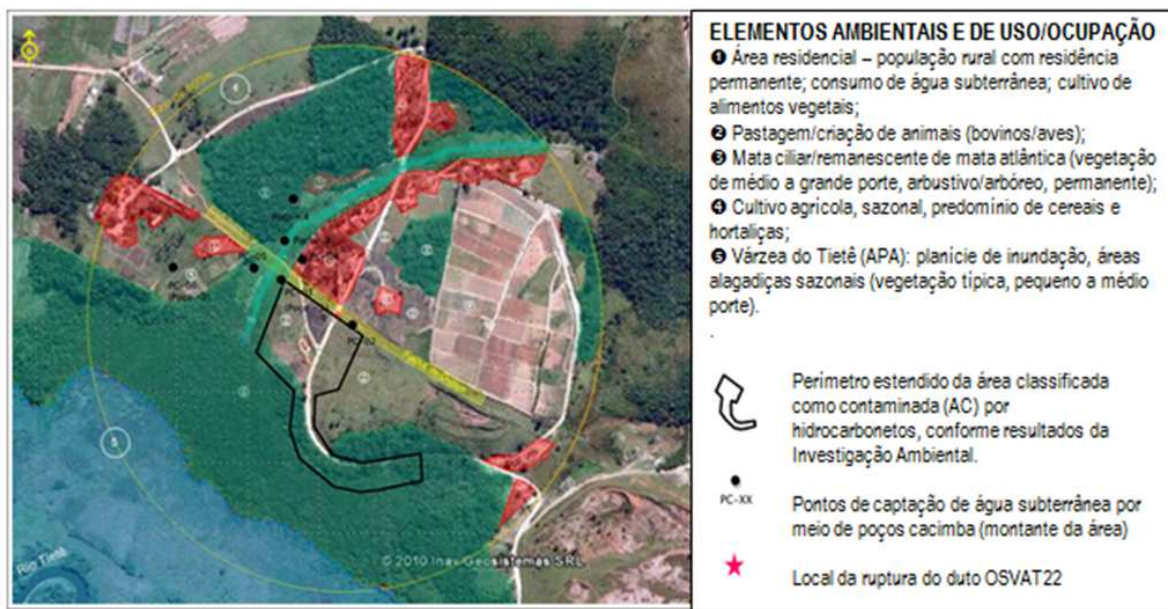 4
5
PC-02
Rio Tietê
© 2010 Inav Geosistemas SRL
ELEMENTOS AMBIENTAIS E DE USO/OCUPAÇÃO
❶ Área residencial – população rural com residência
permanente; consumo de água subterrânea; cultivo de
alimentos vegetais;
❷ Pastagem/criação de animais (bovinos/aves);
❸ Mata ciliar/remanescente de mata atlântica (vegetação
de médio a grande porte, arbustivo/arbóreo, permanente);
❹ Cultivo agrícola, sazonal, predomínio de cereais e
hortaliças;
❺ Várzea do Tietê (APA): planície de inundação, áreas
alagadiças sazonais (vegetação típica, pequeno a médio
porte).
.
Perímetro estendido da área classificada
como contaminada (AC) por
hidrocarbonetos, conforme resultados da
Investigação Ambiental.
PC-XX
Pontos de captação de água subterrânea por
meio de poços cacimba (montante da área)
Local da ruptura do duto OSVAT22